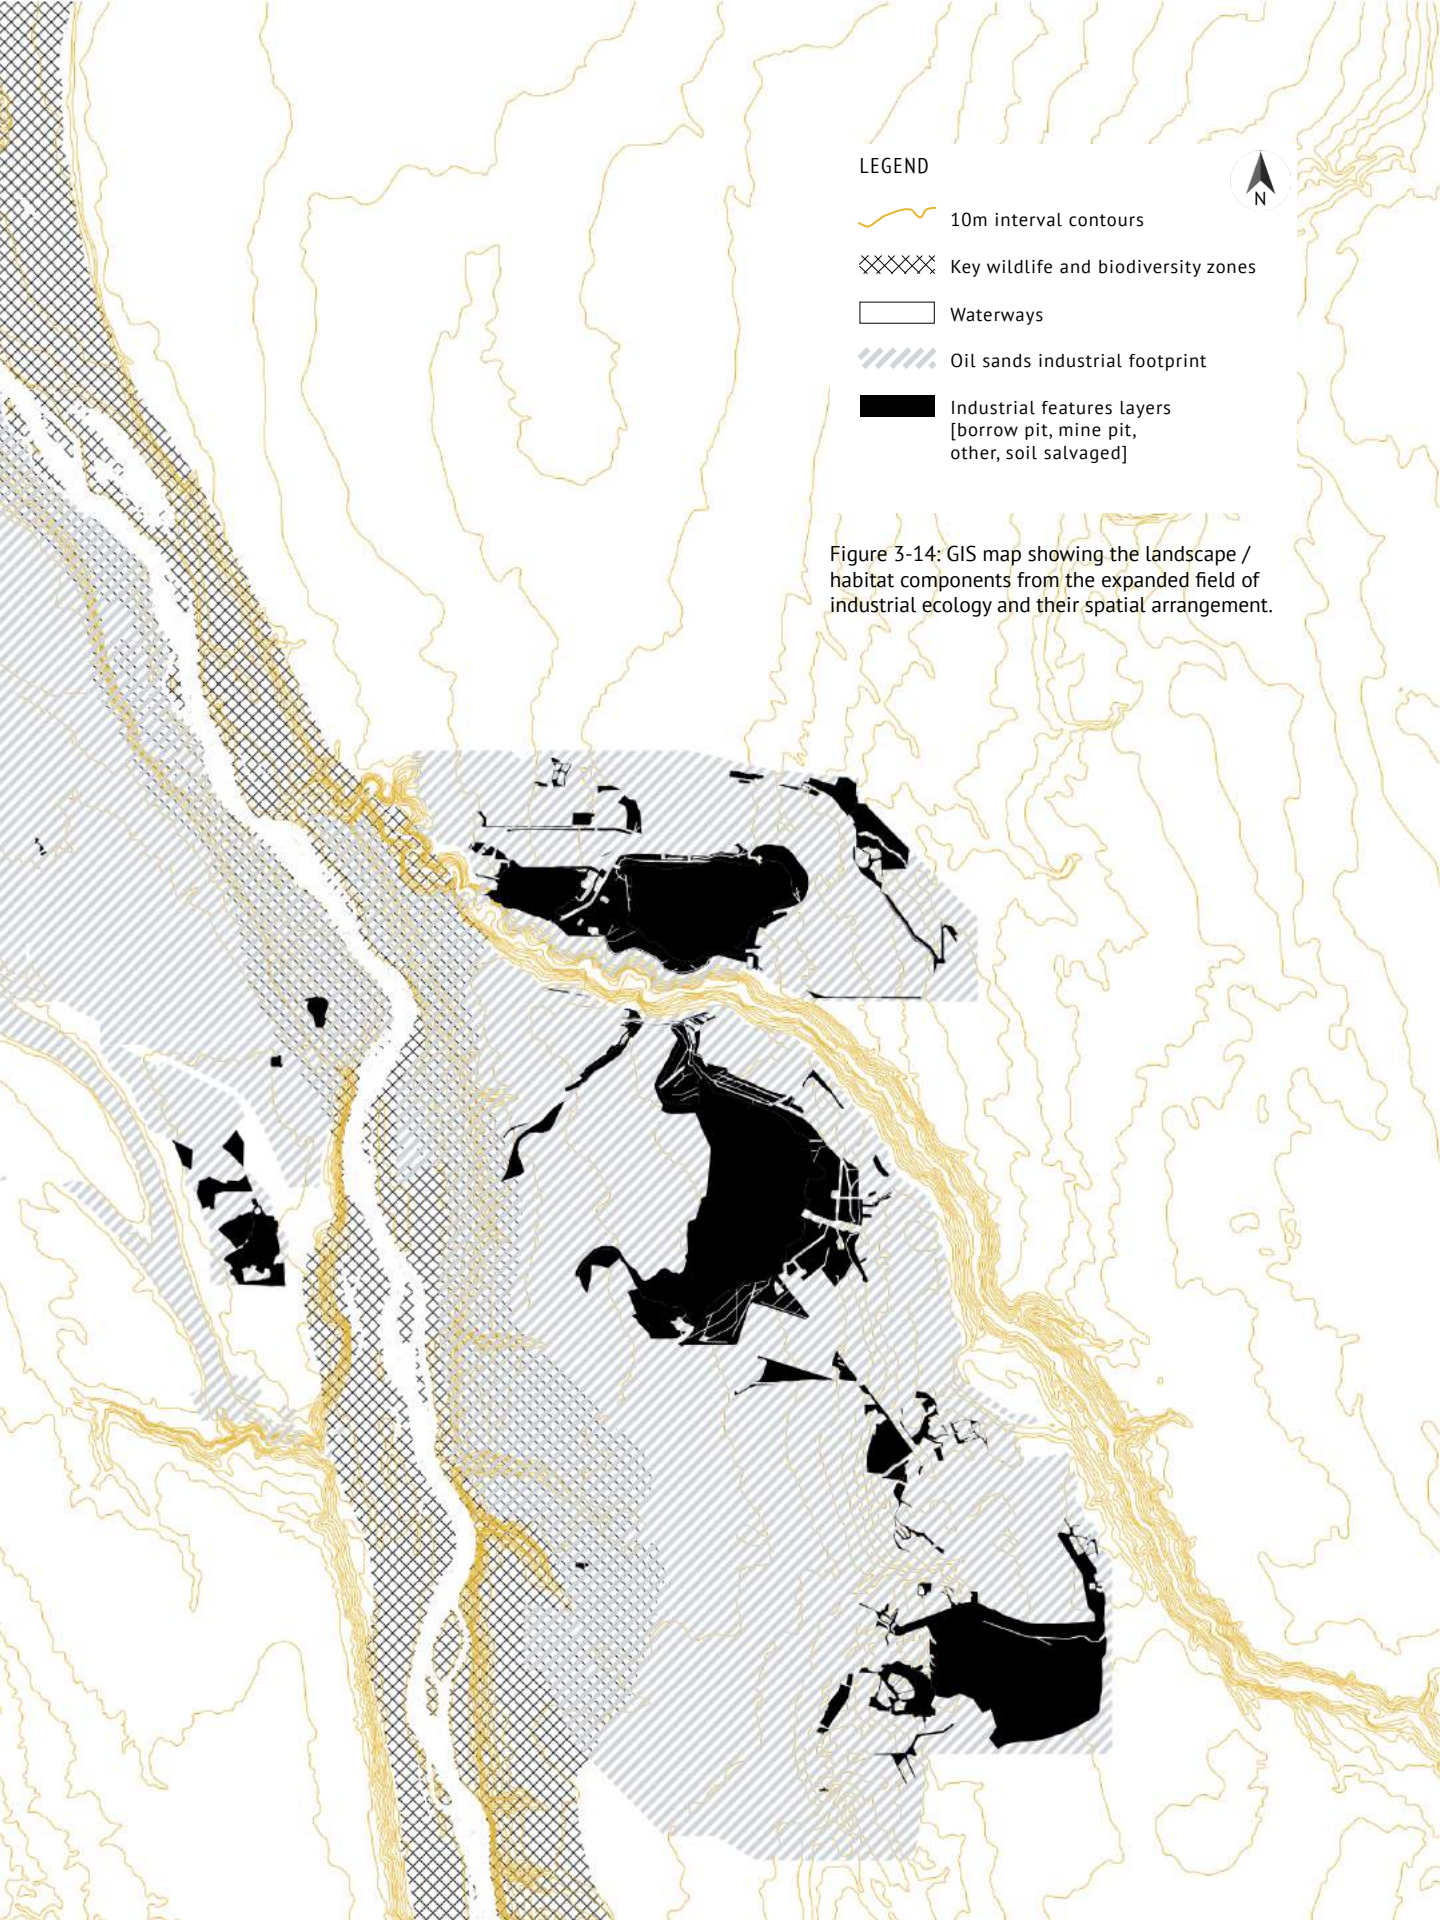 LEGEND
N
10m interval contours
Key wildlife and biodiversity zones
Waterways
Oil sands industrial footprint
Industrial features layers
[borrow pit, mine pit,
other, soil salvaged]
Figure 3-14: GIS map showing the landscape /
habitat components from the expanded field of
industrial ecology and their spatial arrangement.